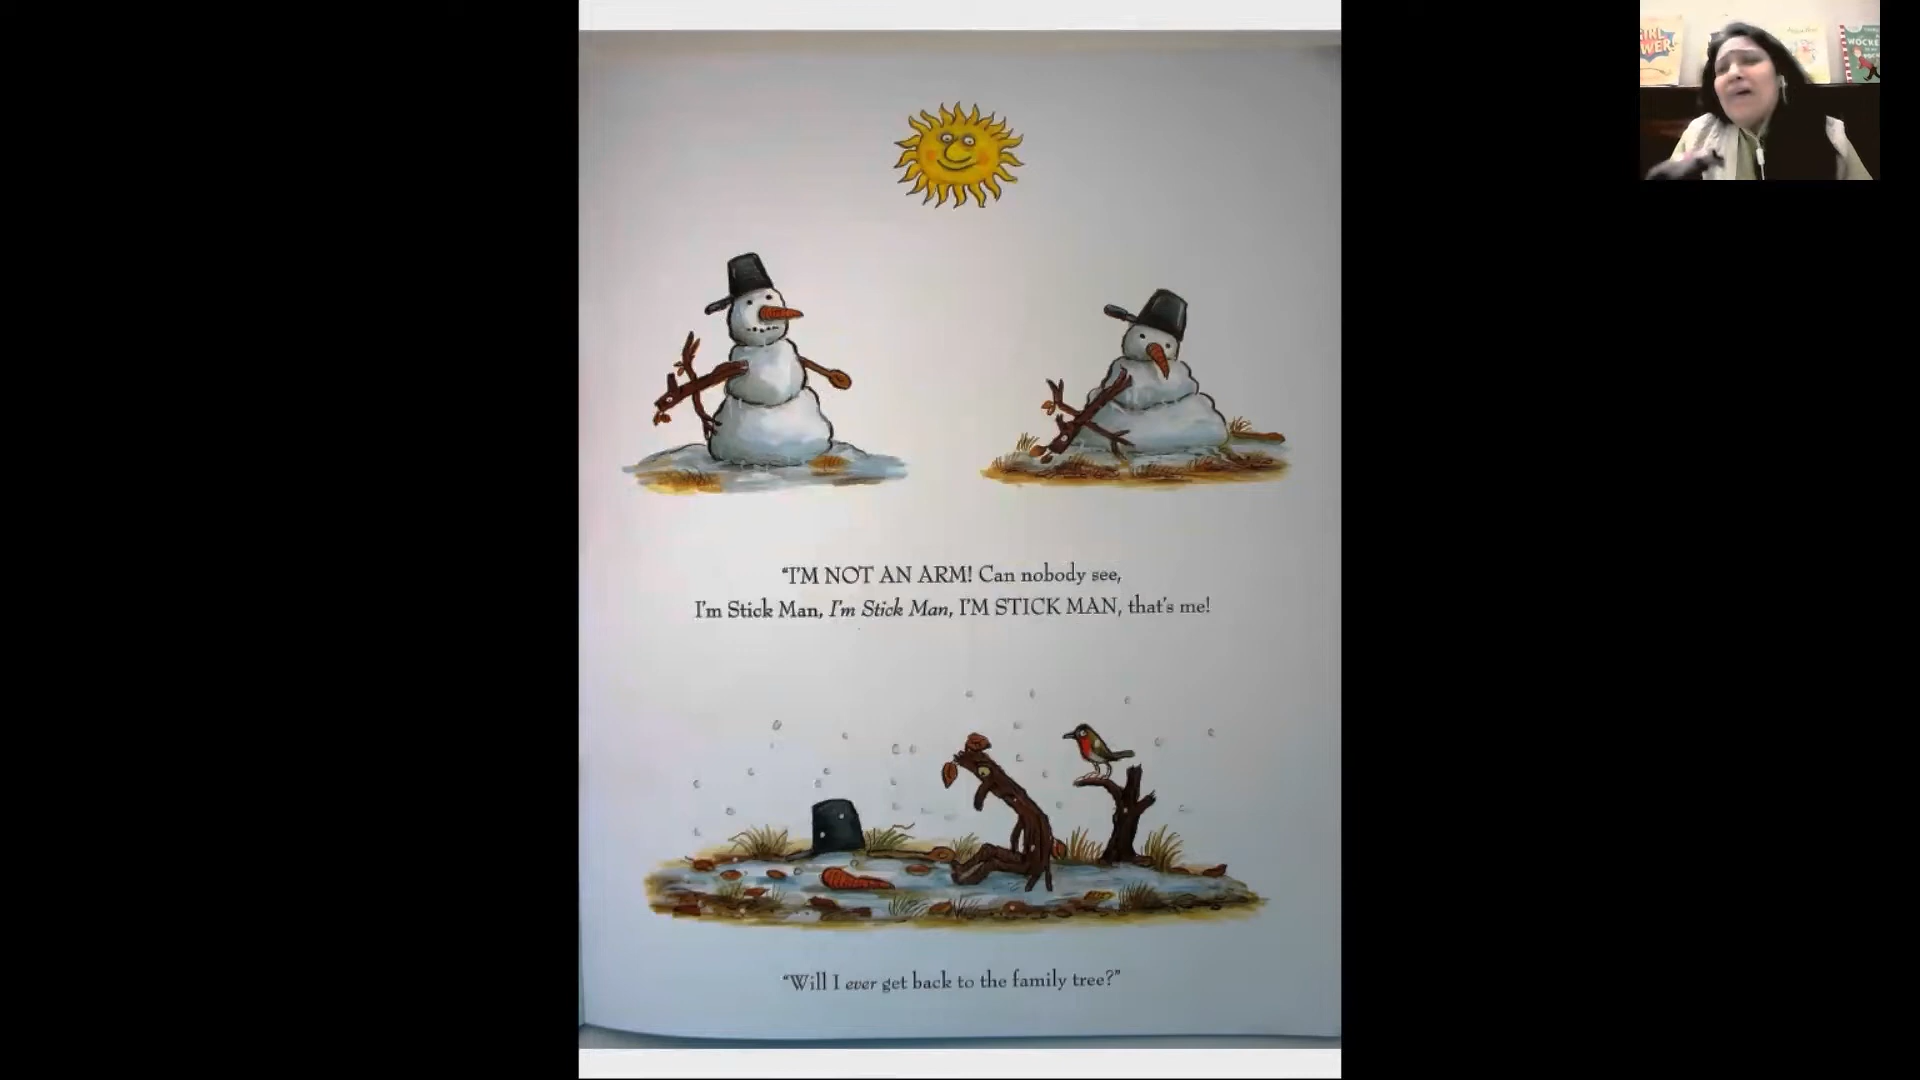 "I'M NOT AN ARM! Can nobody see,
I'm Stick Man, I'm Stick Man, I'M STICK MAN, that's me!
"Will I ever get back to the family tree?"
WOCKE